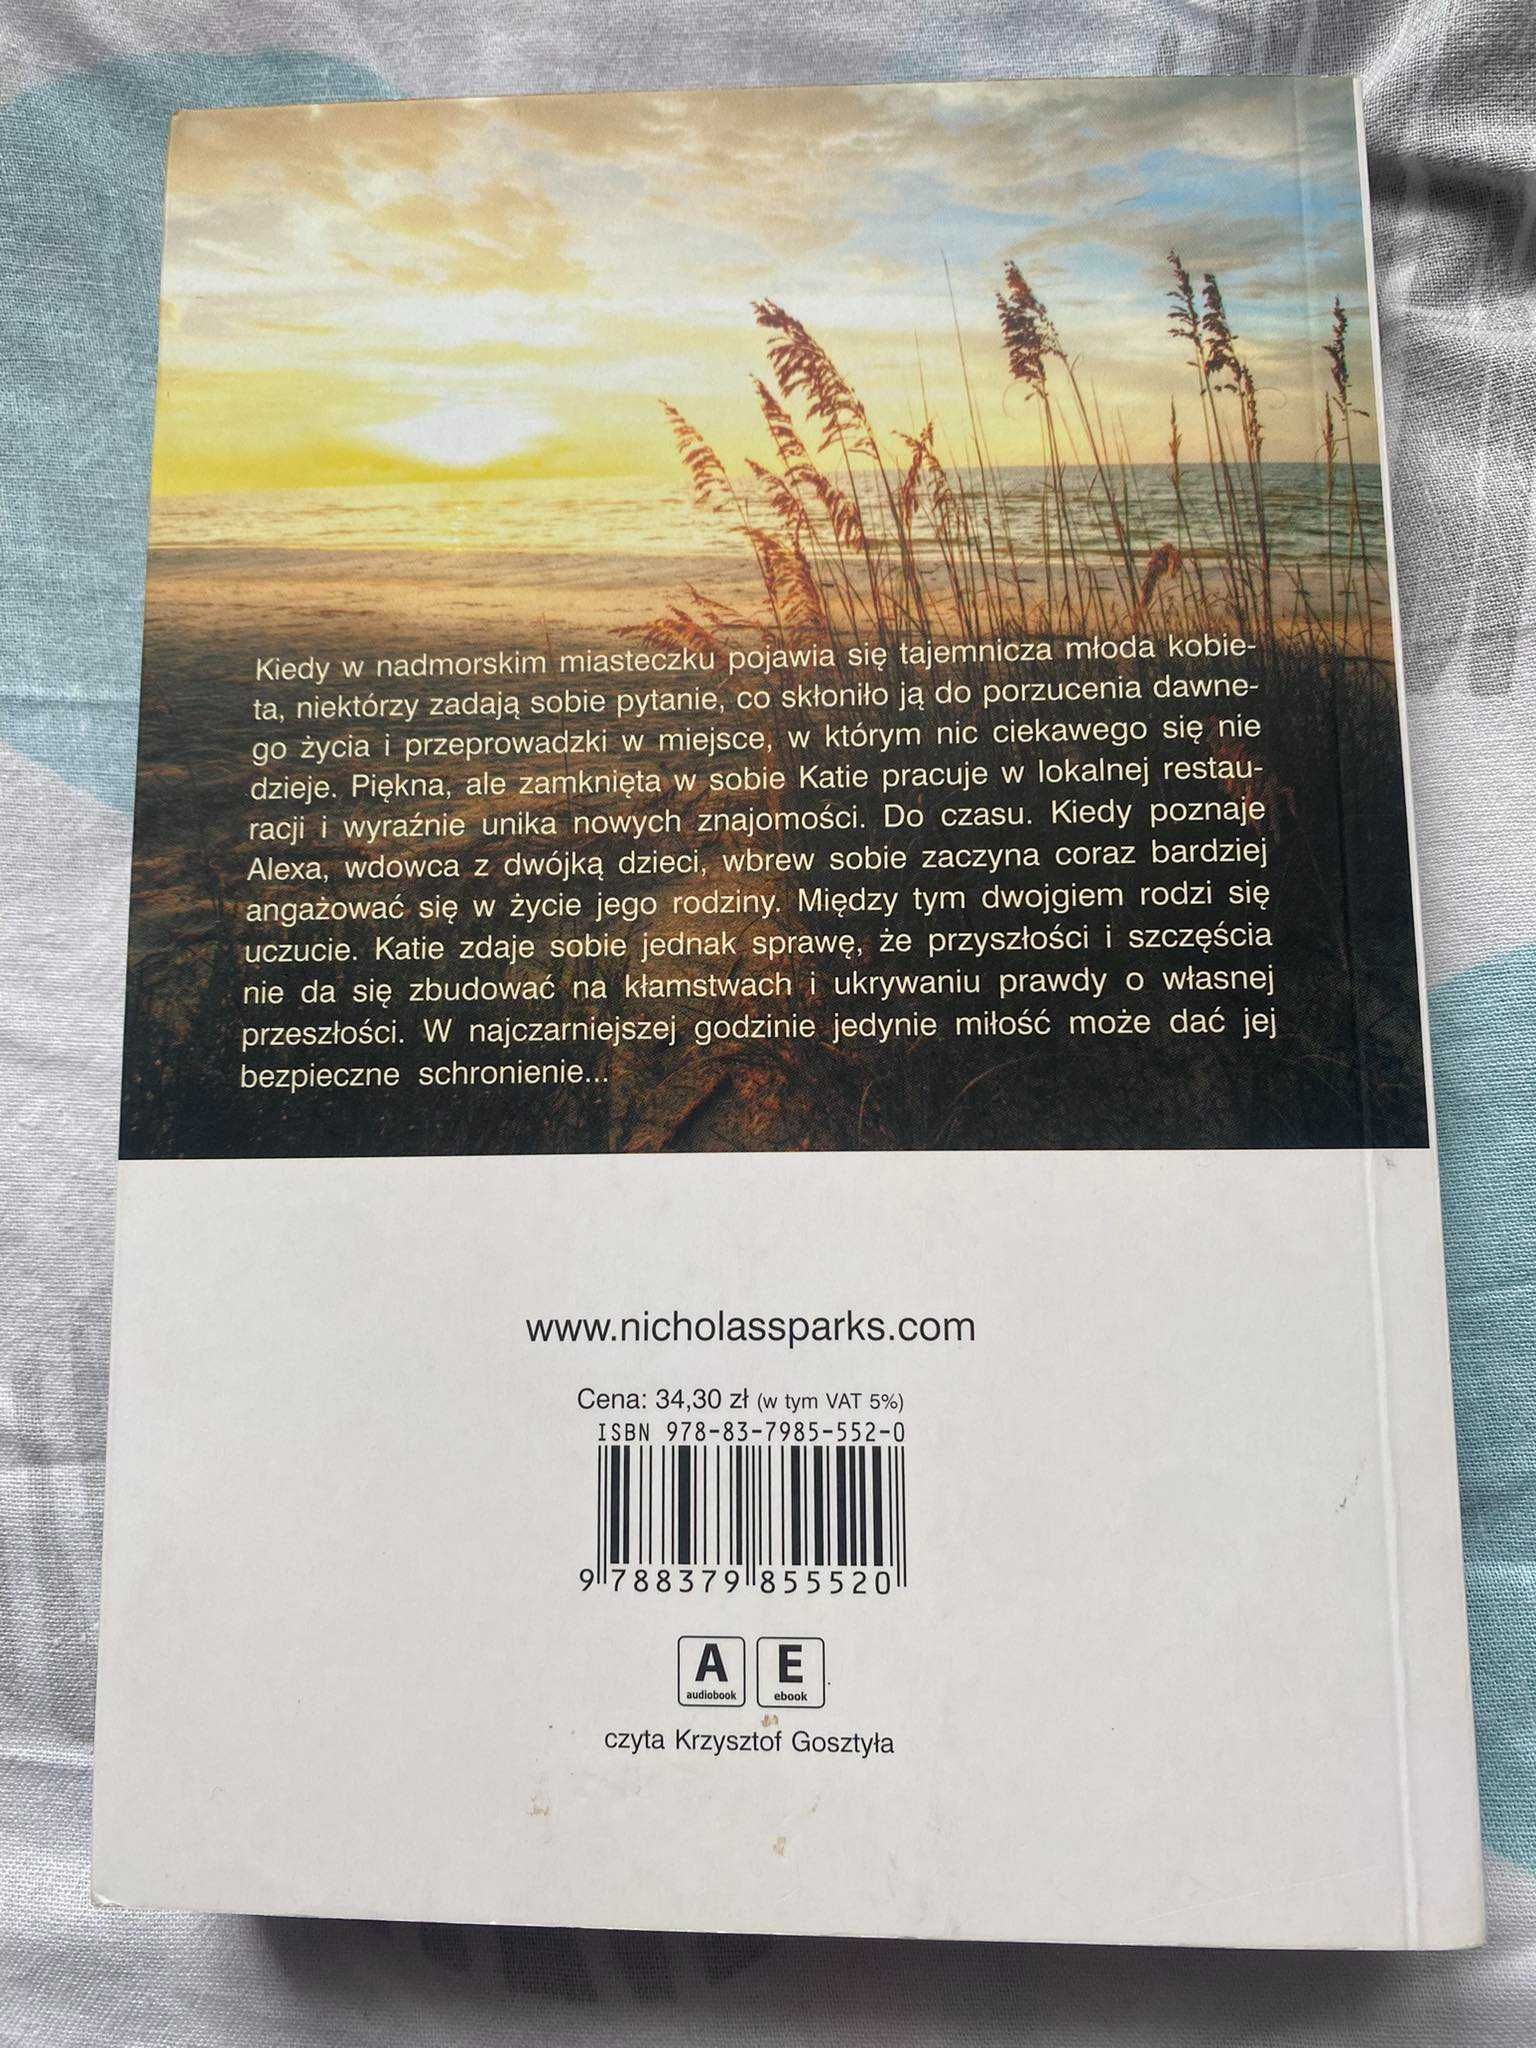 Kiedy w nadmorskim miasteczku pojawia się tajemnicza młoda kobie-
ta, niektórzy zadają sobie pytanie, co skłoniło ją do porzucenia dawne-
go życia i przeprowadzki w miejsce, w którym nic ciekawego się nie
dzieje. Piękna, ale zamknięta w sobie Katie pracuje w lokalnej restau-
racji i wyraźnie unika nowych znajomości. Do czasu. Kiedy poznaje
Alexa, wdowca z dwójką dzieci, wbrew sobie zaczyna coraz bardziej
angażować się w życie jego rodziny. Między tym dwojgiem rodzi się
uczucie. Katie zdaje sobie jednak sprawę, że przyszłości i szczęścia
nie da się zbudować na kłamstwach i ukrywaniu prawdy o własnej
przeszłości. W najczarniejszej godzinie jedynie miłość może dać jej
bezpieczne schronienie...
www.nicholassparks.com
Cena: 34,30 zł (w tym VAT 5%)
ISBN 978-83-7985-552-0
9 788379 855520
A E
audiobook ebook
czyta Krzysztof Gosztyła